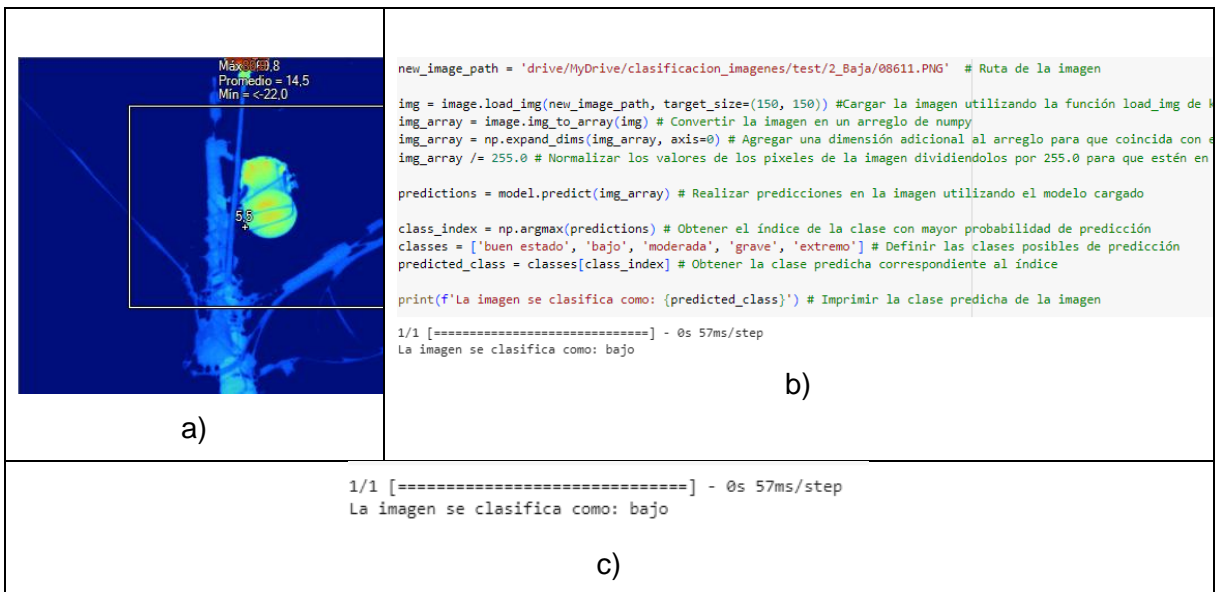 Promedio = 14,5
Mín = <-22,0
5,5
a)
new_image_path = 'drive/MyDrive/clasificacion_imagenes/test/2_Baja/08611.PNG' # Ruta de la imagen
img = image.load_img(new_image_path, target_size=(150, 150)) #Cargar la imagen utilizando la función load_img de
img_array = image.img_to_array(img) # Convertir la imagen en un arreglo de numpy
img_array = np.expand_dims(img_array, axis=0) # Agregar una dimensión adicional al arreglo para que coincida con
img_array /= 255.0 # Normalizar los valores de los pixeles de la imagen dividiendolos por 255.0 para que estén en
predictions = model.predict(img_array) # Realizar predicciones en la imagen utilizando el modelo cargado
class_index = np.argmax(predictions) # Obtener el índice de la clase con mayor probabilidad de predicción
classes = ['buen estado', 'bajo', 'moderada', 'grave', 'extremo'] # Definir las clases posibles de predicción
predicted_class = classes[class_index] # Obtener la clase predicha correspondiente al índice
print(f'La imagen se clasifica como: {predicted_class}') # Imprimir la clase predicha de la imagen
1/1 [==============================] - 0s 57ms/step
La imagen se clasifica como: bajo
b)
1/1 [==============================] - 0s 57ms/step
La imagen se clasifica como: bajo
c)